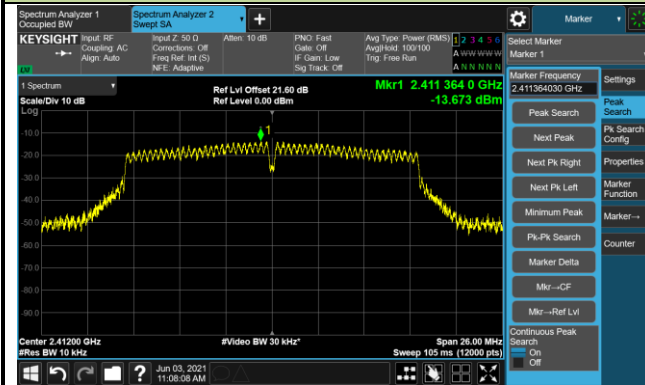 Spectrum Analyzer 1
Occupied BW
Spectrum Analyzer 2
Swept SA
+
Marker
KEYSIGHT
Input: RF
Coupling: AC
Align: Auto
Input Z: 50 Ω
Corrections: Off
Freq Ref: Int (S)
NFE: Adaptive
Atten: 10 dB
PNO: Fast
Gate: Off
IF Gain: Low
Sig Track: Off
Avg Type: Power (RMS)
Avg|Hold: 100/100
Trig: Free Run
1 2 3 4 5 6
A W W W W W
A N N N N N
LXI
1 Spectrum
Scale/Div 10 dB
Log
Ref Lvl Offset 21.60 dB
Ref Level 0.00 dBm
Mkr1 2.411 364 0 GHz
-13.673 dBm
1
-10.0
-20.0
-30.0
-40.0
-50.0
-60.0
-70.0
-80.0
-90.0
Center 2.41200 GHz
#Res BW 10 kHz
#Video BW 30 kHz*
Span 26.00 MHz
Sweep 105 ms (12000 pts)
?
Jun 03, 2021
11:08:08 AM
Select Marker
Marker 1
Marker Frequency
2.411364030 GHz
Peak Search
Next Peak
Next Pk Right
Next Pk Left
Minimum Peak
Pk-Pk Search
Marker Delta
Mkr→CF
Mkr→Ref Lvl
Continuous Peak
Search
On
Off
Settings
Peak
Search
Pk Search
Config
Properties
Marker
Function
Marker→
Counter